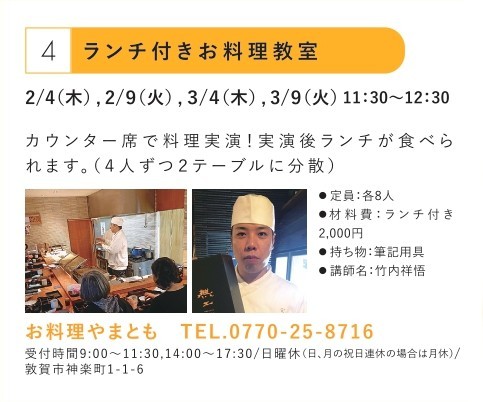 4 ランチ付きお料理教室
2/4(木),2/9(火),3/4(木),3/9(火)11:30〜12:30
カウンター席で料理実演!実演後ランチが食べら
れます。(4人ずつ2テーブルに分散)
●定員:各8人
●材料費:ランチ付き
2,000円
●持ち物:筆記用具
●講師名:竹内祥悟
お料理やまとも TEL.0770-25-8716
受付時間9:00〜11:30,14:00〜17:30/日曜休(日、月の祝日連休の場合は月休)/
敦賀市神楽町1-1-6